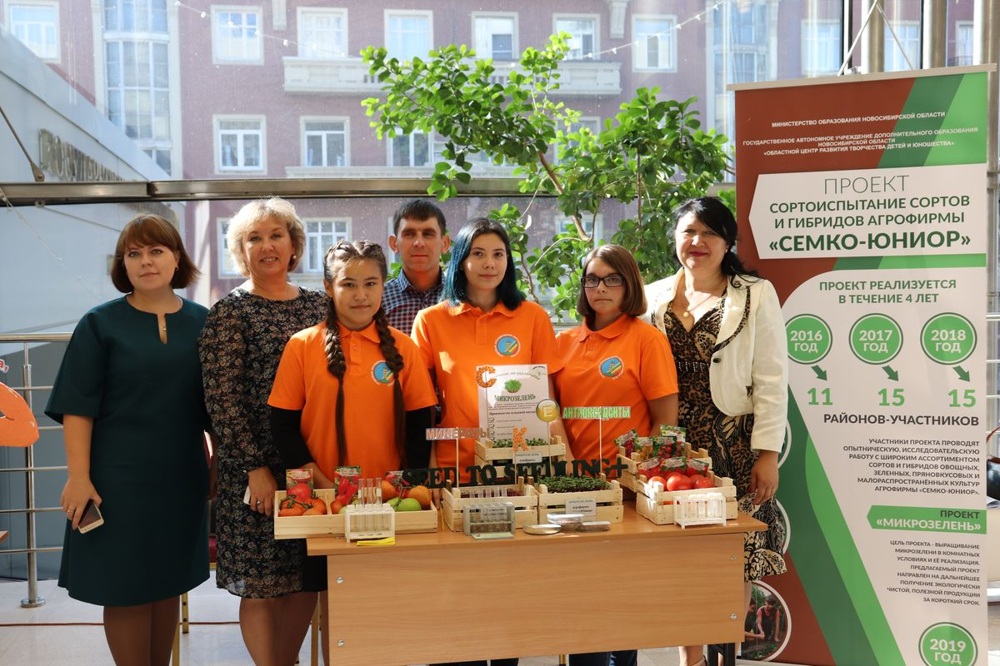 МИНИСТЕРСТВО ОБРАЗОВАНИЯ НОВОСИБИРСКОЙ ОБЛАСТИ
ГОСУДАРСТВЕННОЕ АВТОНОМНОЕ УЧРЕЖДЕНИЕ ДОПОЛНИТЕЛЬНОГО ОБРАЗОВАНИЯ
НОВОСИБИРСКОЙ ОБЛАСТИ
«ОБЛАСТНОЙ ЦЕНТР РАЗВИТИЯ ТВОРЧЕСТВА ДЕТЕЙ И ЮНОШЕСТВА»
ПРОЕКТ
СОРТОИСПЫТАНИЕ СОРТОВ
И ГИБРИДОВ АГРОФИРМЫ
«СЕМКО-ЮНИОР»
ПРОЕКТ РЕАЛИЗУЕТСЯ
В ТЕЧЕНИЕ 4 ЛЕТ
2016 ГОД
2017 ГОД
2018 ГОД
11 15 15
РАЙОНОВ-УЧАСТНИКОВ
УЧАСТНИКИ ПРОЕКТА ПРОВОДЯТ
ОПЫТНИЧЕСКУЮ, ИССЛЕДОВАТЕЛЬСКУЮ
РАБОТУ С ШИРОКИМ АССОРТИМЕНТОМ
СОРТОВ И ГИБРИДОВ ОВОЩНЫХ,
ЗЕЛЕННЫХ, ПРЯНОВКУСОВЫХ И
МАЛОРАСПРОСТРАНЁННЫХ КУЛЬТУР
АГРОФИРМЫ «СЕМКО-ЮНИОР».
ПРОЕКТ
«МИКРОЗЕЛЕНЬ»
ЦЕЛЬ ПРОЕКТА - ВЫРАЩИВАНИЕ
МИКРОЗЕЛЕНИ В КОМНАТНЫХ
УСЛОВИЯХ И ЕЁ РЕАЛИЗАЦИЯ.
ПРЕДЛАГАЕМЫЙ ПРОЕКТ
НАПРАВЛЕН НА ДАЛЬНЕЙШЕЕ
ПОЛУЧЕНИЕ ЭКОЛОГИЧЕСКИ
ЧИСТОЙ, ПОЛЕЗНОЙ ПРОДУКЦИИ
ЗА КОРОТКИЙ СРОК.
2019
ГОД
С
МИКРОЗЕЛЕНЬ
Е
АНТИОКСИДАНТЫ
МИНЕРАЛЫ
К
SEED TO SEEDLING+